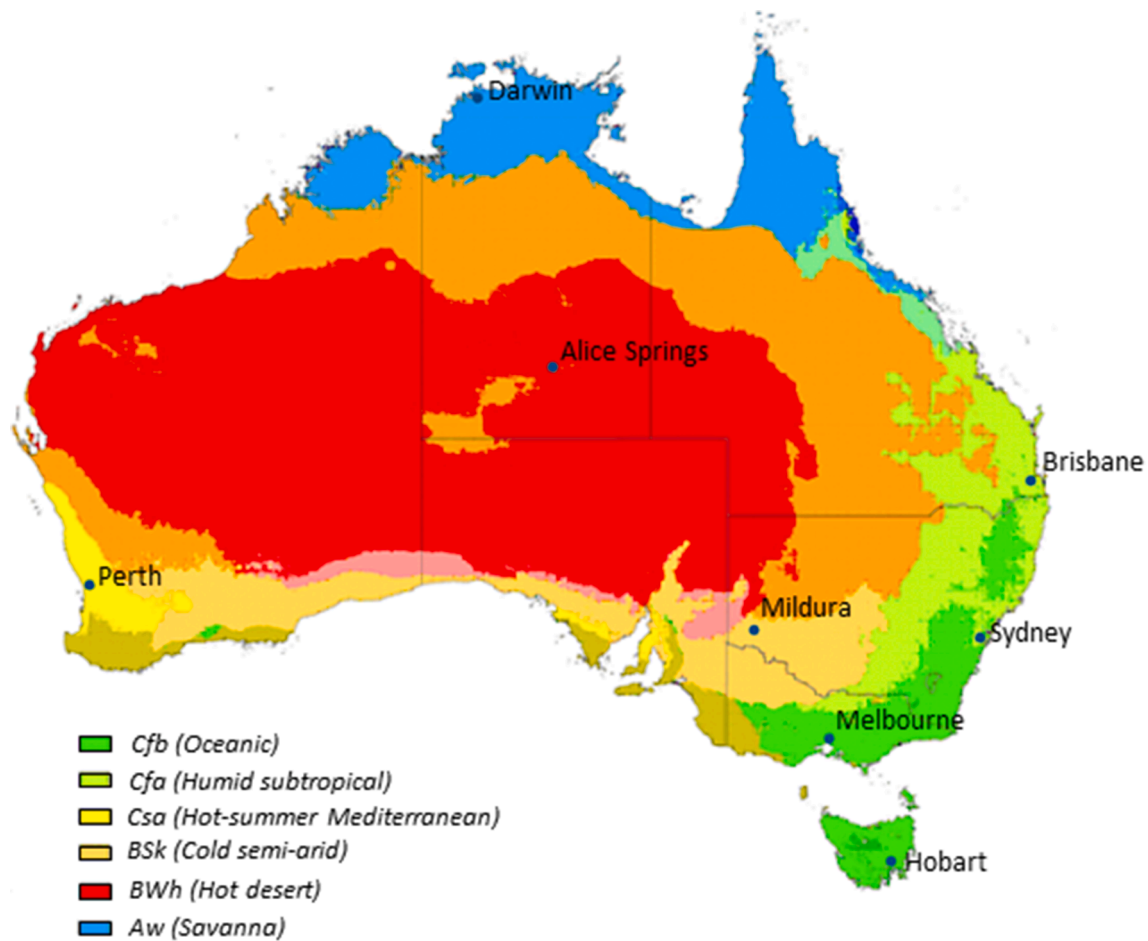 Darwin
Alice Springs
Brisbane
Perth
Mildura
Sydney
Melbourne
Hobart
Cfb (Oceanic)
Cfa (Humid subtropical)
Csa (Hot-summer Mediterranean)
BSk (Cold semi-arid)
BWh (Hot desert)
Aw (Savanna)